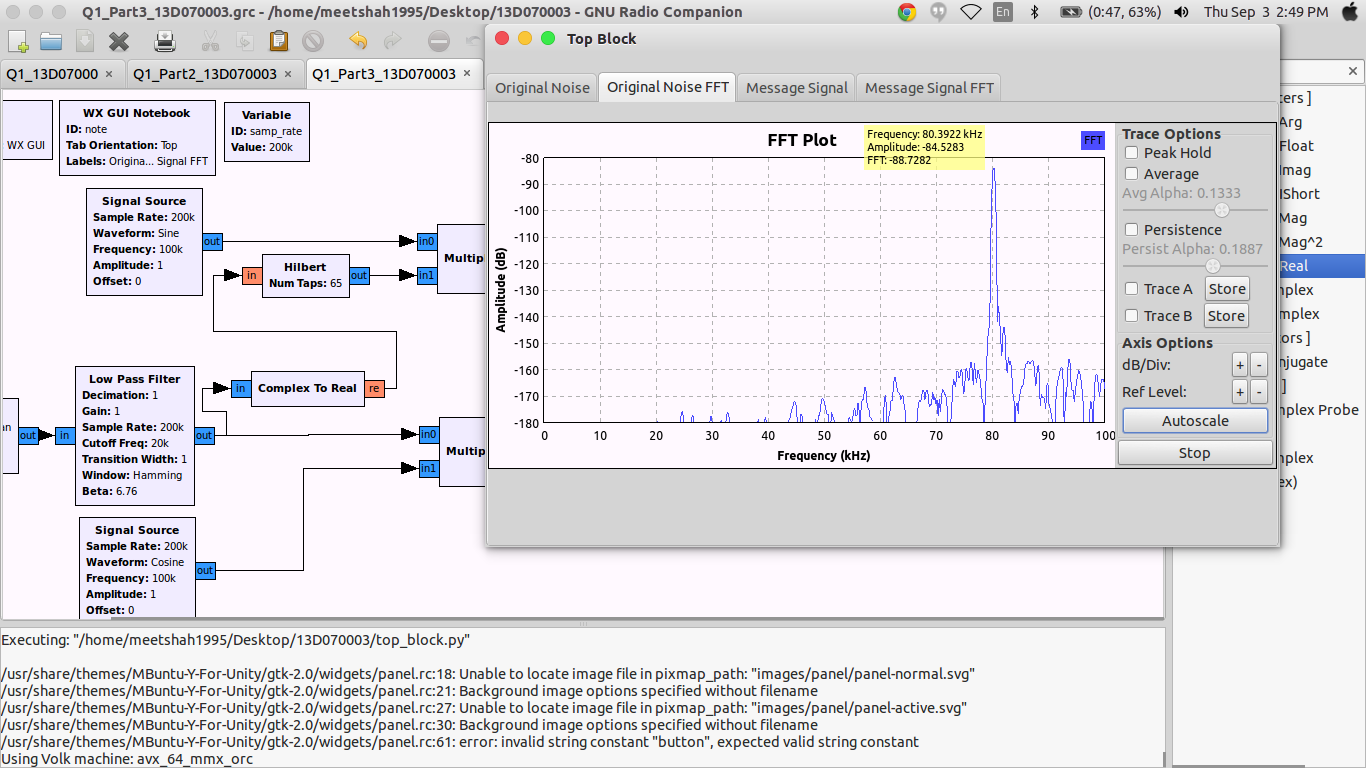 Q1_Part3_13D070003.grc - /home/meetshah1995/Desktop/13D070003 - GNU Radio Companion
En
(0:47, 63%)
Thu Sep 3 2:49 PM
Q1_13D07000 ×
Q1_Part2_13D070003 ×
Q1_Part3_13D070003 ×
WX GUI
WX GUI Notebook
ID: note
Tab Orientation: Top
Labels: Origina... Signal FFT
Variable
ID: samp_rate
Value: 200k
Signal Source
Sample Rate: 200k
Waveform: Sine
Frequency: 100k
Amplitude: 1
Offset: 0
out
in
Hilbert
Num Taps: 65
out
in0
in1
Multip
in
Complex To Real
re
out
in
Low Pass Filter
Decimation: 1
Gain: 1
Sample Rate: 200k
Cutoff Freq: 20k
Transition Width: 1
Window: Hamming
Beta: 6.76
out
in0
in1
Multip
Signal Source
Sample Rate: 200k
Waveform: Cosine
Frequency: 100k
Amplitude: 1
Offset: 0
out
Top Block
Original Noise
Original Noise FFT
Message Signal
Message Signal FFT
FFT Plot
Frequency: 80.3922 kHz
Amplitude: -84.5283
FFT: -88.7282
FFT
Amplitude (dB)
-80
-90
-100
-110
-120
-130
-140
-150
-160
-170
-180
0 10 20 30 40 50 60 70 80 90 100
Frequency (kHz)
Trace Options
Peak Hold
Average
Avg Alpha: 0.1333
Persistence
Persist Alpha: 0.1887
Trace A Store
Trace B Store
Axis Options
dB/Div: + -
Ref Level: + -
Autoscale
Stop
ters ]
Arg
Float
Imag
IShort
Mag
Mag^2
Real
mplex
mplex
tors ]
njugate
]
mplex Probe
mplex
ex)
Executing: "/home/meetshah1995/Desktop/13D070003/top_block.py"
/usr/share/themes/MBuntu-Y-For-Unity/gtk-2.0/widgets/panel.rc:18: Unable to locate image file in pixmap_path: "images/panel/panel-normal.svg"
/usr/share/themes/MBuntu-Y-For-Unity/gtk-2.0/widgets/panel.rc:21: Background image options specified without filename
/usr/share/themes/MBuntu-Y-For-Unity/gtk-2.0/widgets/panel.rc:27: Unable to locate image file in pixmap_path: "images/panel/panel-active.svg"
/usr/share/themes/MBuntu-Y-For-Unity/gtk-2.0/widgets/panel.rc:30: Background image options specified without filename
/usr/share/themes/MBuntu-Y-For-Unity/gtk-2.0/widgets/panel.rc:61: error: invalid string constant "button", expected valid string constant
Using Volk machine: avx_64_mmx_orc